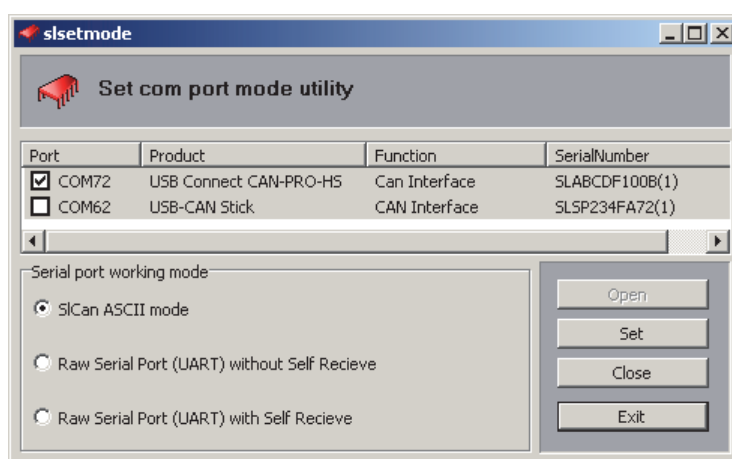 slsetmode
Set com port mode utility
Port Product Function SerialNumber
COM72 USB Connect CAN-PRO-HS Can Interface SLABCDF100B(1)
COM62 USB-CAN Stick CAN Interface SLSP234FA72(1)
Serial port working mode
SlCan ASCII mode
Raw Serial Port (UART) without Self Recieve
Raw Serial Port (UART) with Self Recieve
Open
Set
Close
Exit